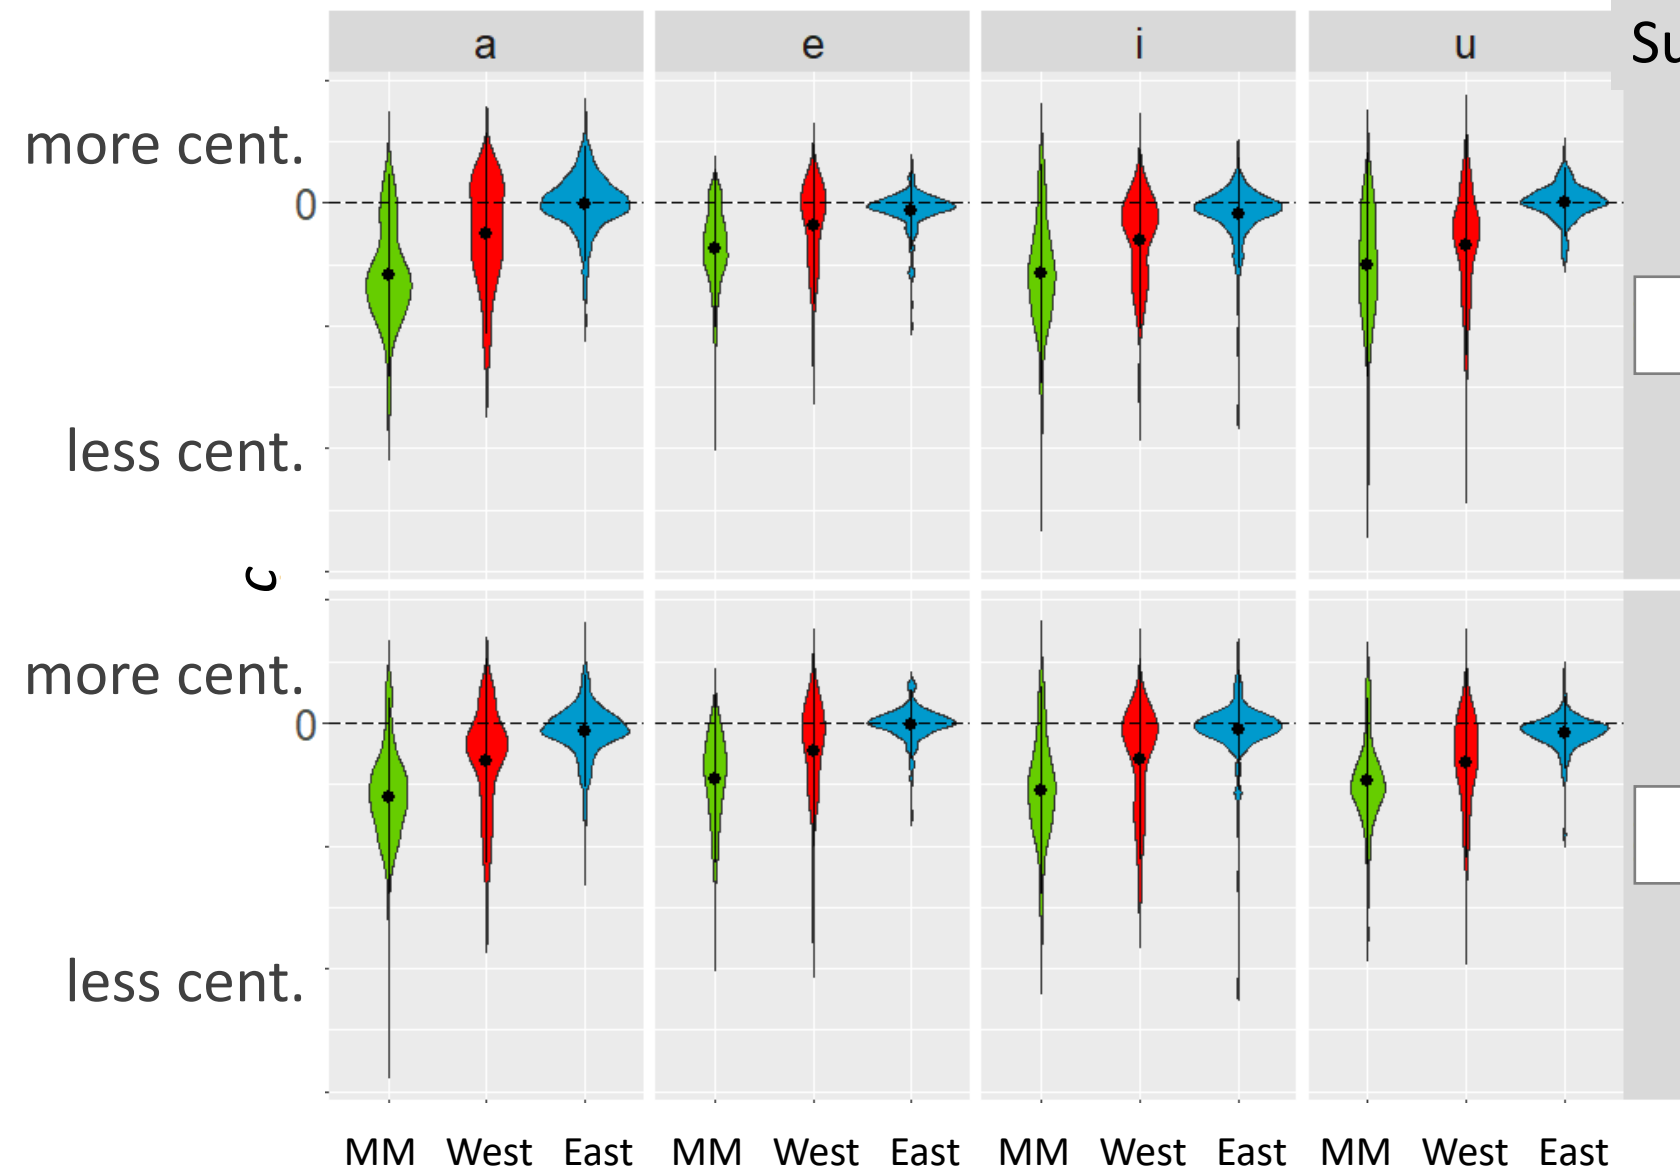 a e i u Su
more cent.
0
less cent.
c
more cent.
0
less cent.
MM West East MM West East MM West East MM West East